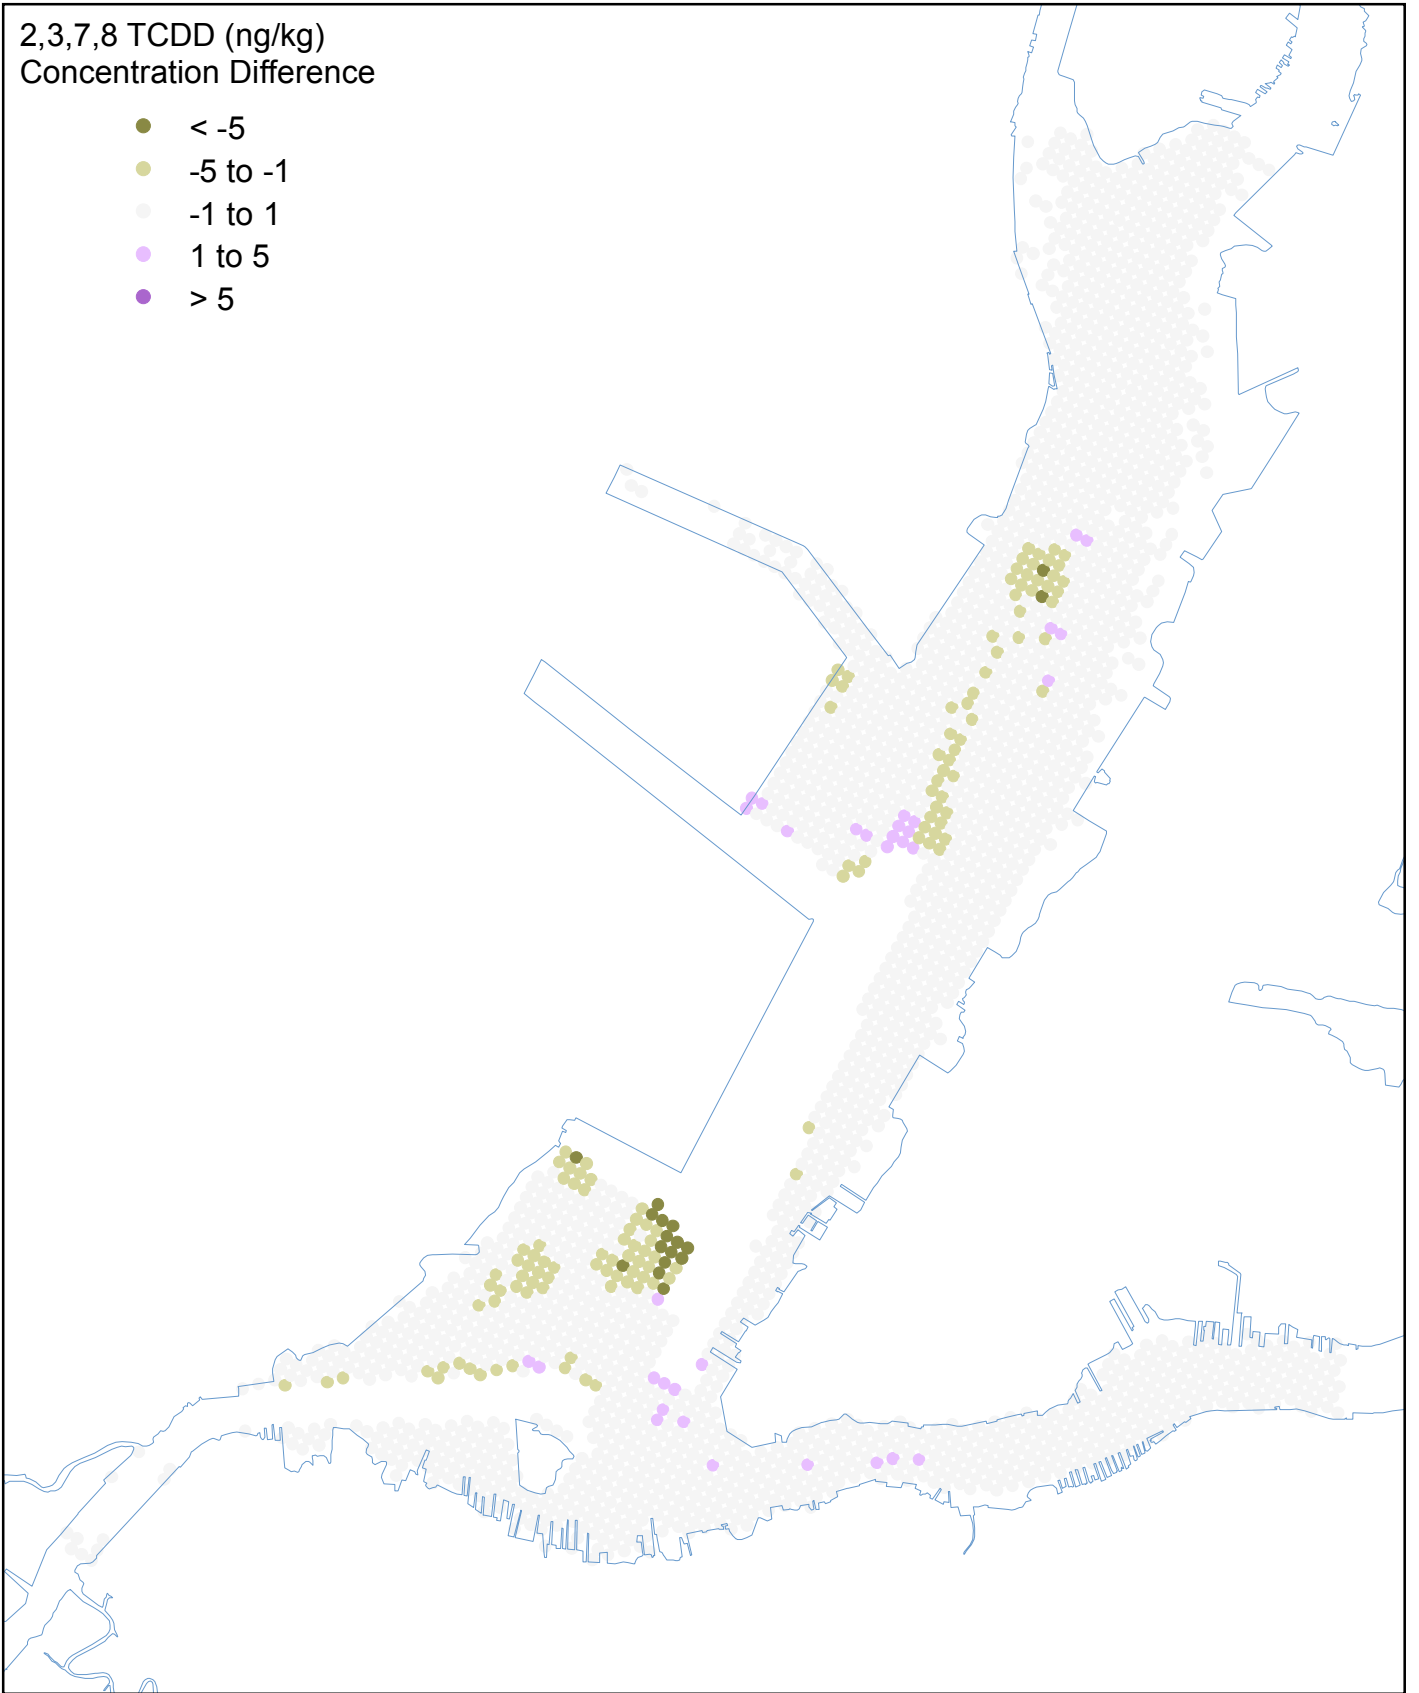 2,3,7,8 TCDD (ng/kg)
Concentration Difference
< -5
-5 to -1
-1 to 1
1 to 5
> 5